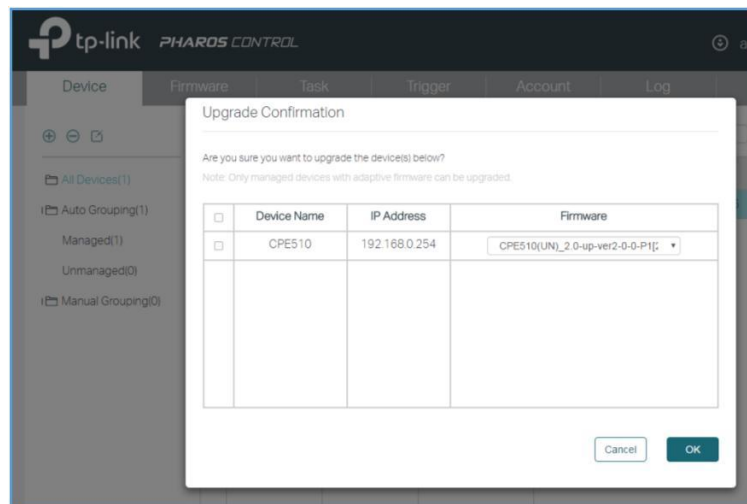 tp-link PHAROS CONTROL
Device Firmware Task Trigger Account Log
Upgrade Confirmation
Are you sure you want to upgrade the device(s) below?
Note: Only managed devices with adaptive firmware can be upgraded.
All Devices(1)
Auto Grouping(1)
Managed(1)
Unmanaged(0)
Manual Grouping(0)
Device Name IP Address Firmware
CPE510 192.168.0.254 CPE510(UN)_2.0-up-ver2-0-0-P1[
Cancel OK